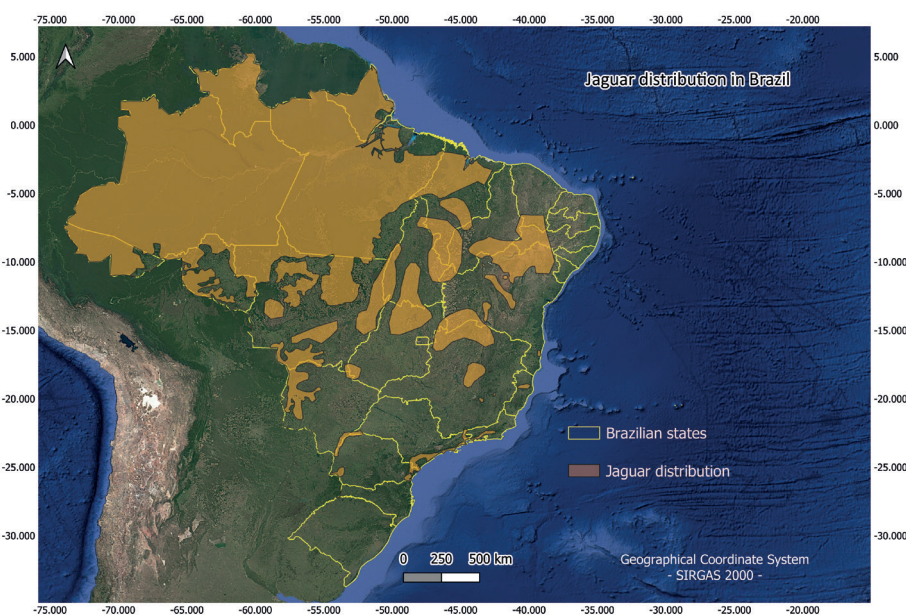 -75.000 -70.000 -65.000 -60.000 -55.000 -50.000 -45.000 -40.000 -35.000 -30.000 -25.000 -20.000
5.000 5.000
Jaguar distribution in Brazil
0.000 0.000
-5.000 -5.000
-10.000 -10.000
-15.000 -15.000
-20.000 -20.000
Brazilian states
-25.000 -25.000
Jaguar distribution
-30.000 -30.000
0 250 500 km
Geographical Coordinate System
- SIRGAS 2000 -
-75.000 -70.000 -65.000 -60.000 -55.000 -50.000 -45.000 -40.000 -35.000 -30.000 -25.000 -20.000